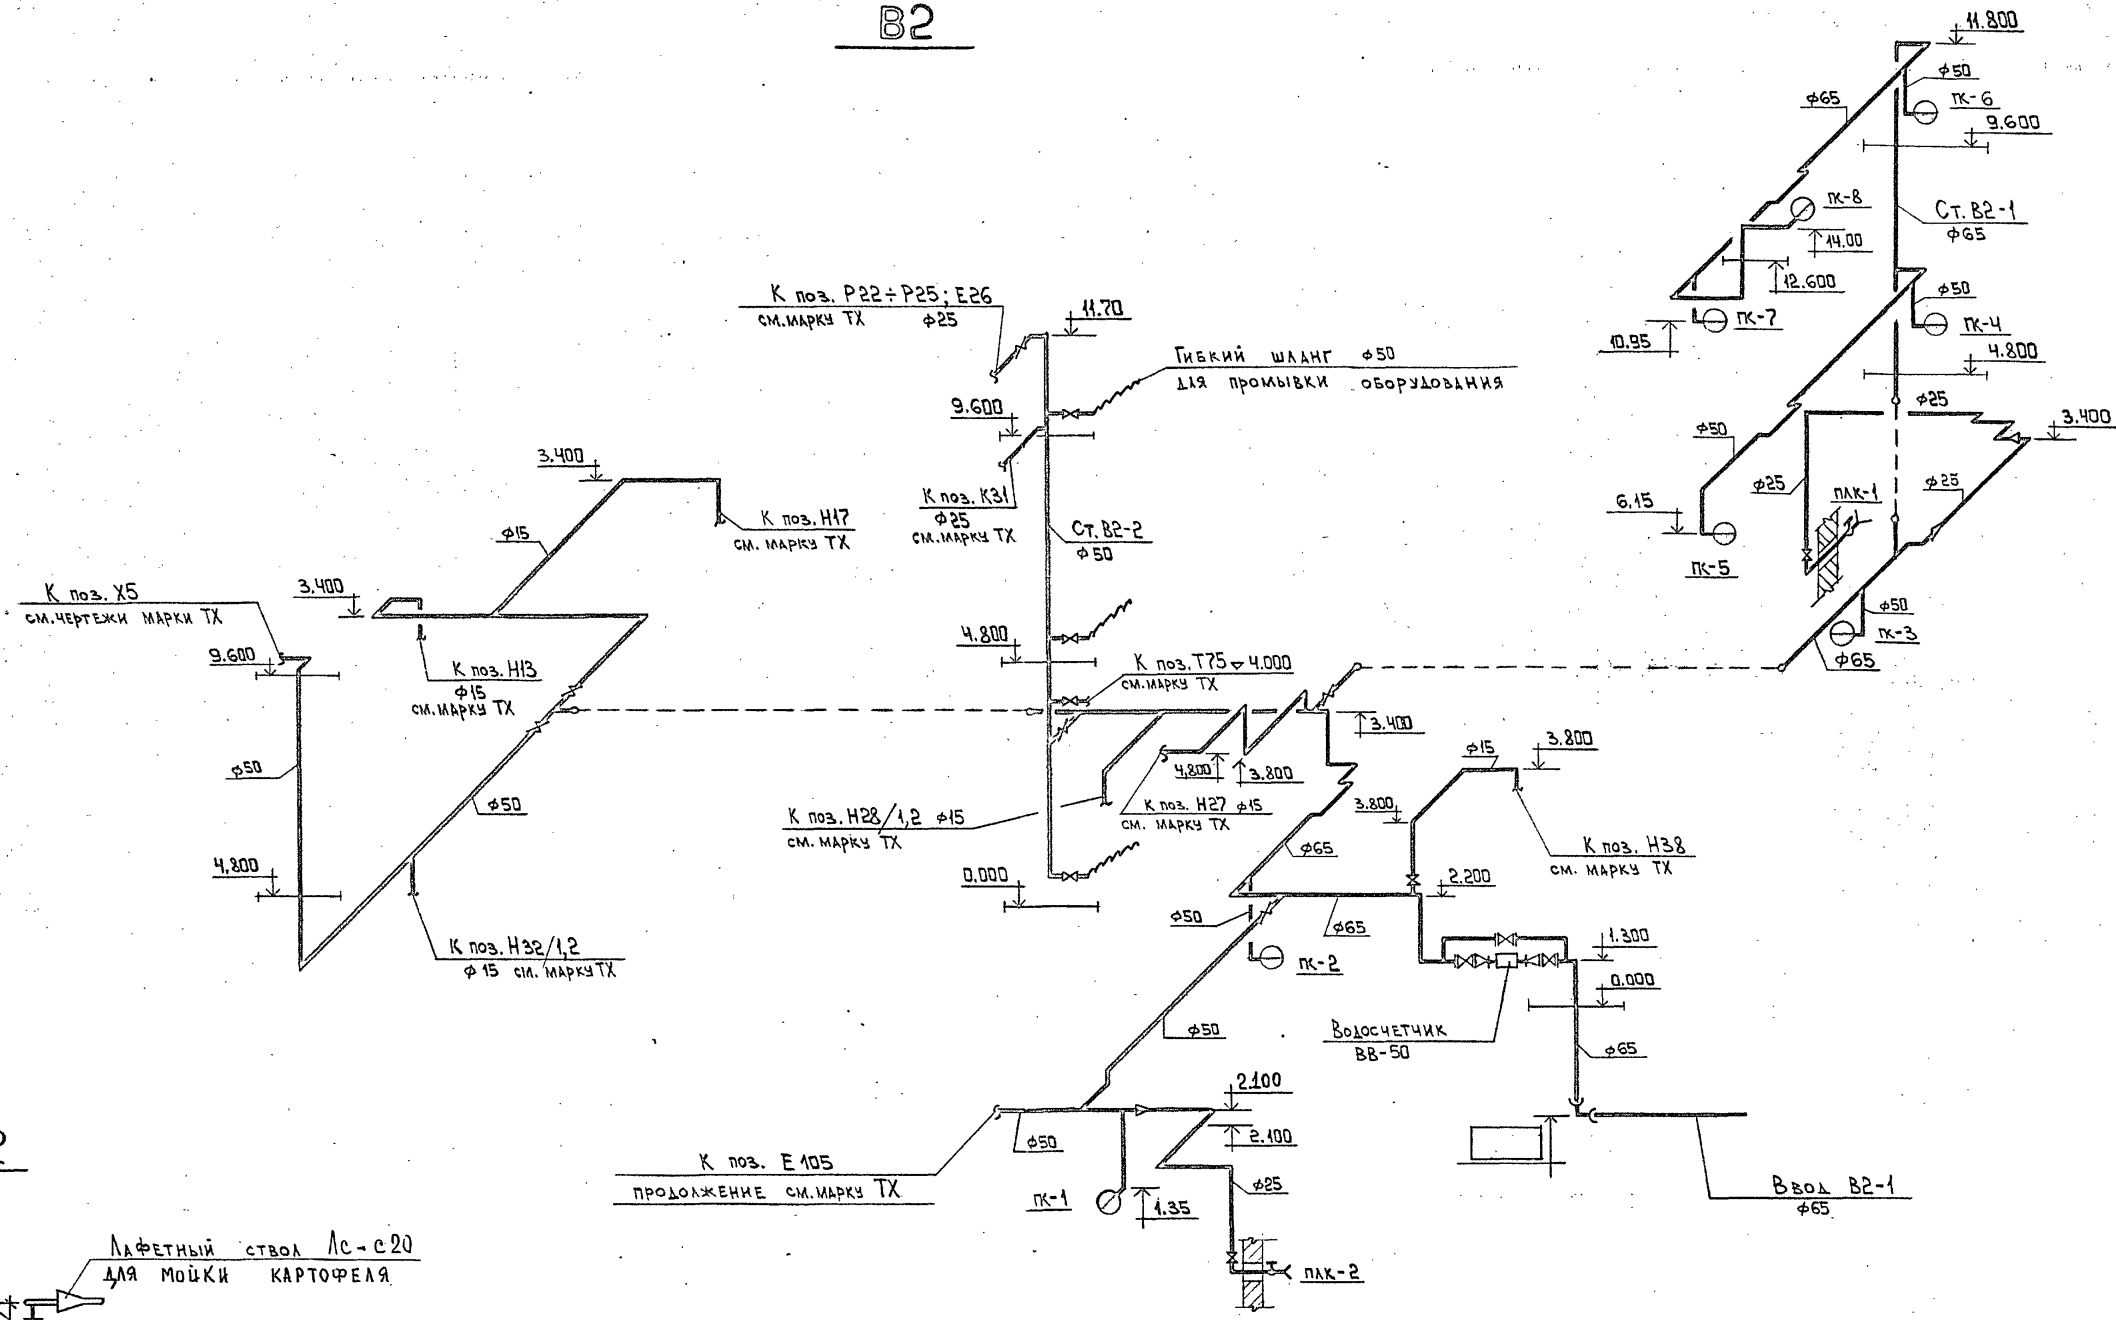 В2
11.800
ф50
ПК-6
ф65
9.600
ПК-8
Ст. В2-1
ф65
14.00
12.600
ф50
ПК-7
ПК-4
10.95
4.800
К поз. Р22÷Р25; Е26
см. марку ТХ ф25
11.70
Гибкий шланг ф50
для промывки оборудования
9.600
ф25
3.400
ф50
ф25
ПЛК-1
ф25
6.15
ПК-5
ф50
ПК-3
ф65
3.400
К поз. Н17
см. марку ТХ
ф15
К поз. К31
ф25
см. марку ТХ
Ст. В2-2
ф50
К поз. Х5
см. чертежи марки ТХ
3.400
9.600
К поз. Н13
ф15
см. марку ТХ
4.800
К поз. Т75 ▿ 4.000
см. марку ТХ
3.400
ф50
ф50
4,800
3.800
ф15
3.800
К поз. Н28/1,2 ф15
см. марку ТХ
К поз. Н27 ф15
см. марку ТХ
3.800
ф65
К поз. Н38
см. марку ТХ
4,800
0.000
2.200
ф50
ф65
К поз. Н32/1,2
ф15 см. марку ТХ
ПК-2
1.300
0.000
ф50
Водосчетчик
ВВ-50
ф65
2.100
2.100
ф50
К поз. Е105
продолжение см. марку ТХ
ПК-1
1.35
ф25
Ввод В2-1
ф65
Лафетный ствол Лс-с20
для мойки картофеля
ПЛК-2